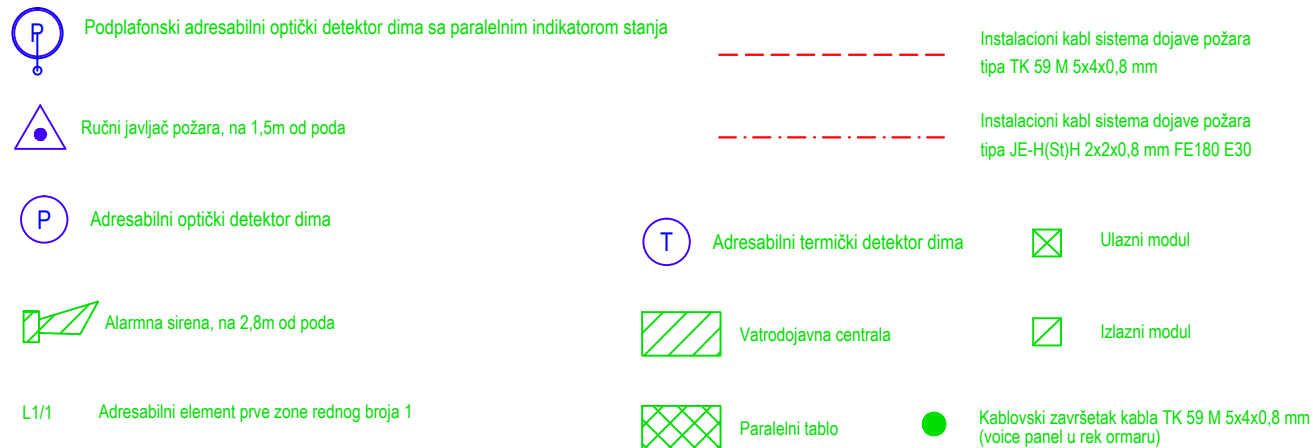 P
Podplafonski adresabilni optički detektor dima sa paralelnim indikatorom stanja
Ručni javljač požara, na 1,5m od poda
P
Adresabilni optički detektor dima
Alarmna sirena, na 2,8m od poda
L1/1
Adresabilni element prve zone rednog broja 1
Instalacioni kabl sistema dojave požara
tipa TK 59 M 5x4x0,8 mm
Instalacioni kabl sistema dojave požara
tipa JE-H(St)H 2x2x0,8 mm FE180 E30
T
Adresabilni termički detektor dima
Ulazni modul
Vatrodojavna centrala
Izlazni modul
Paralelni tablo
Kablovski završetak kabla TK 59 M 5x4x0,8 mm
(voice panel u rek ormaru)